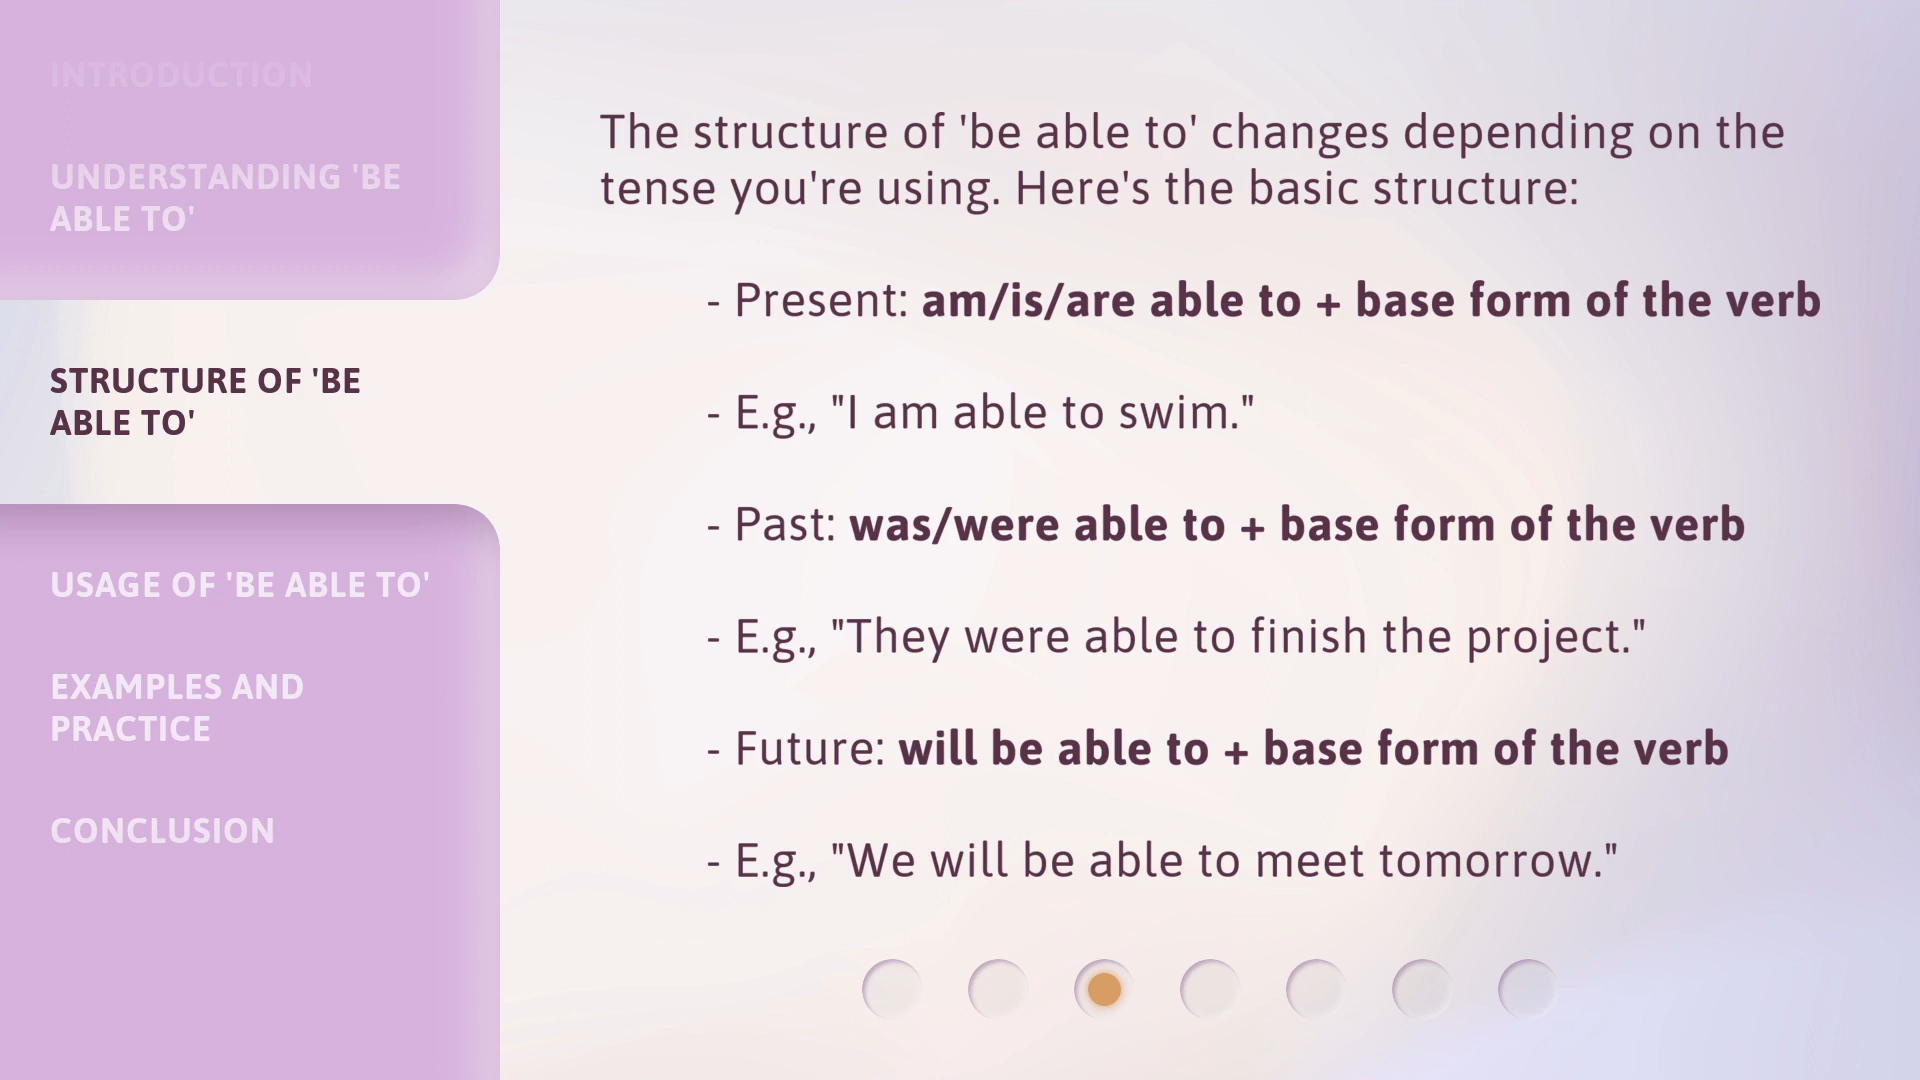 INTRODUCTION
UNDERSTANDING 'BE
ABLE TO'
STRUCTURE OF 'BE
ABLE TO'
USAGE OF 'BE ABLE TO'
EXAMPLES AND
PRACTICE
CONCLUSION
The structure of 'be able to' changes depending on the
tense you're using. Here's the basic structure:
- Present: am/is/are able to + base form of the verb
- E.g., "I am able to swim."
- Past: was/were able to + base form of the verb
- E.g., "They were able to finish the project."
- Future: will be able to + base form of the verb
- E.g., "We will be able to meet tomorrow."